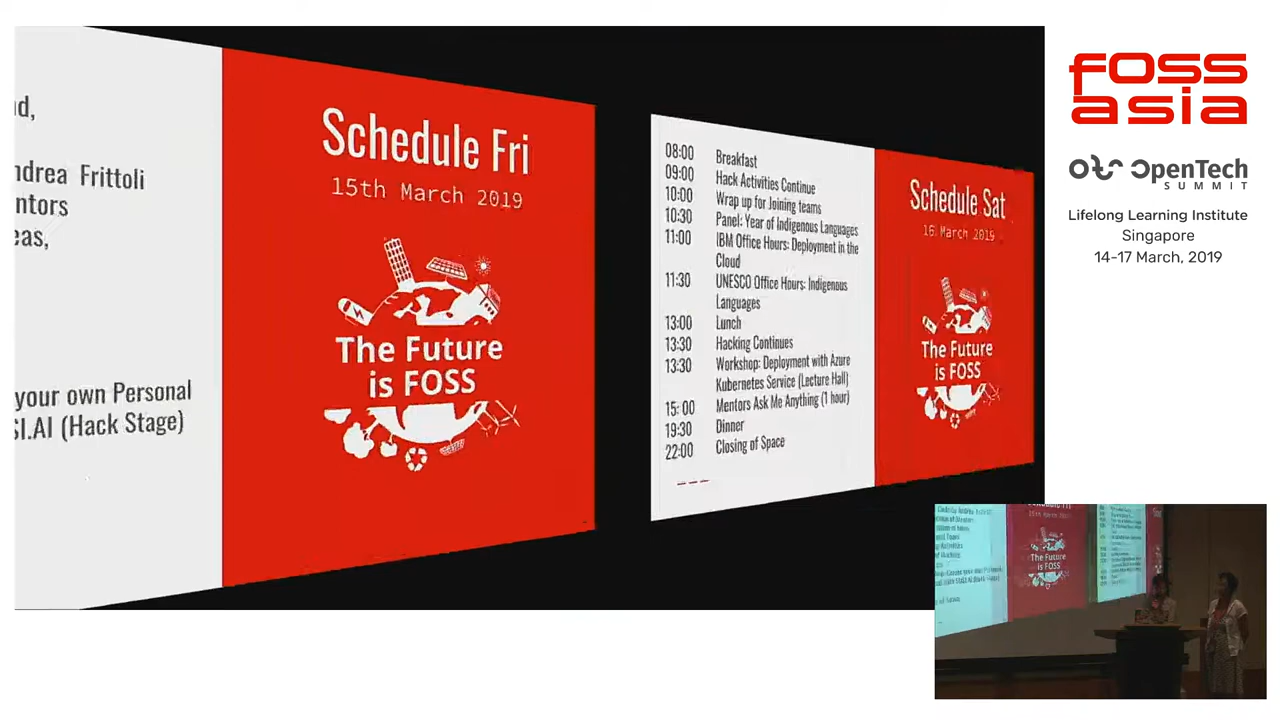 nd,
ndrea Frittoli
ntors
eas,
your own Personal
SI.AI (Hack Stage)
Schedule Fri
15th March 2019
The Future
is FOSS
08:00 Breakfast
09:00 Hack Activities Continue
10:00 Wrap up for Joining teams
10:30 Panel: Year of Indigenous Languages
11:00 IBM Office Hours: Deployment in the
Cloud
11:30 UNESCO Office Hours: Indigenous
Languages
13:00 Lunch
13:30 Hacking Continues
13:30 Workshop: Deployment with Azure
Kubernetes Service (Lecture Hall)
15: 00 Mentors Ask Me Anything (1 hour)
19:30 Dinner
22:00 Closing of Space
Schedule Sat
16 March 2019
The Future
is FOSS
fOSS
asia
OpenTech
SUMMIT
Lifelong Learning Institute
Singapore
14-17 March, 2019
The Future
is FOSS